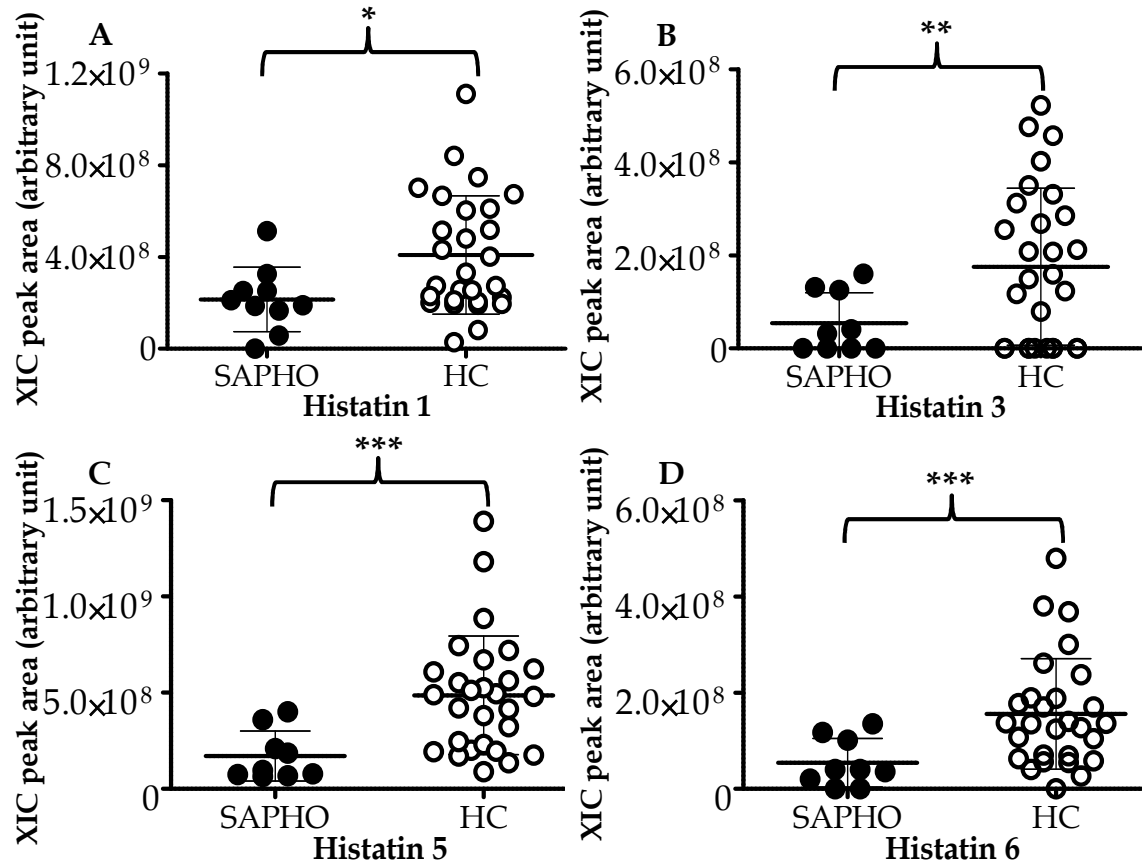 A
*
XIC peak area (arbitrary unit)
1.2×10⁹
8.0×10⁸
4.0×10⁸
0
SAPHO HC
Histatin 1
B
**
XIC peak area (arbitrary unit)
6.0×10⁸
4.0×10⁸
2.0×10⁸
0
SAPHO HC
Histatin 3
C
***
XIC peak area (arbitrary unit)
1.5×10⁹
1.0×10⁹
5.0×10⁸
0
SAPHO HC
Histatin 5
D
***
XIC peak area (arbitrary unit)
6.0×10⁸
4.0×10⁸
2.0×10⁸
0
SAPHO HC
Histatin 6